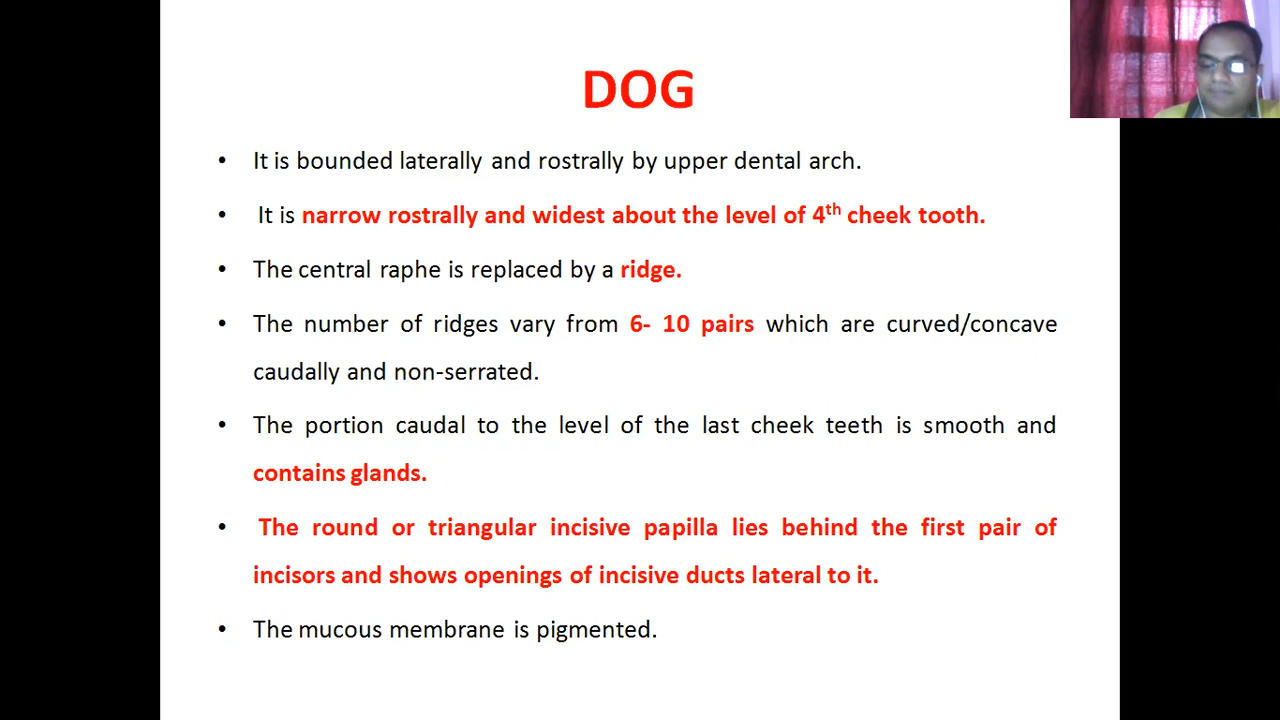 DOG
• It is bounded laterally and rostrally by upper dental arch.
• It is narrow rostrally and widest about the level of 4th cheek tooth.
• The central raphe is replaced by a ridge.
• The number of ridges vary from 6- 10 pairs which are curved/concave
caudally and non-serrated.
• The portion caudal to the level of the last cheek teeth is smooth and
contains glands.
• The round or triangular incisive papilla lies behind the first pair of
incisors and shows openings of incisive ducts lateral to it.
• The mucous membrane is pigmented.